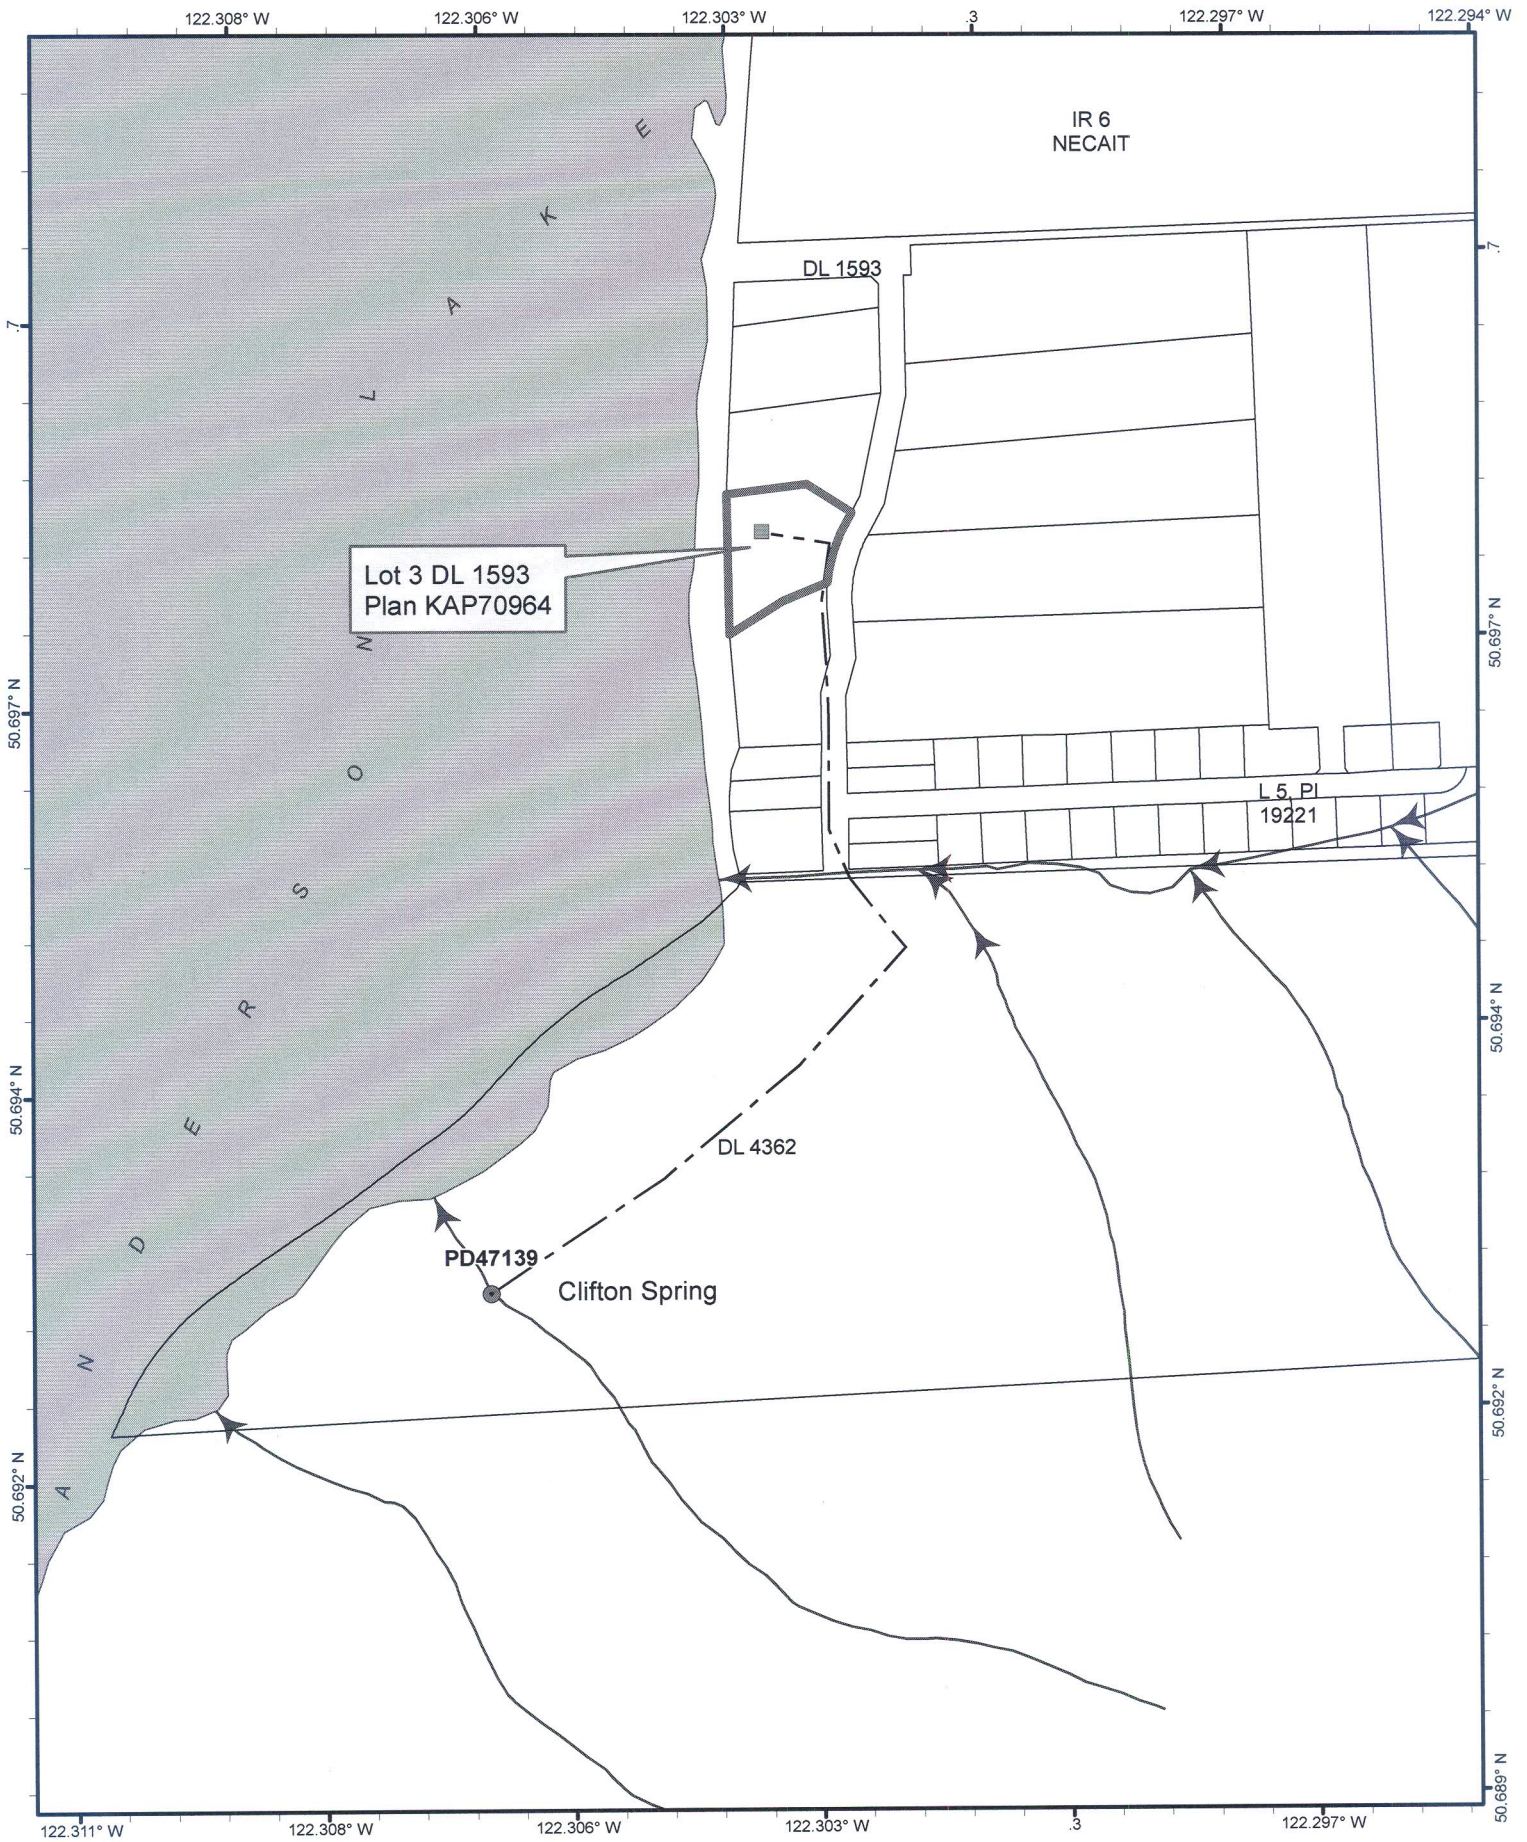 122.308° W
122.306° W
122.303° W
.3
122.297° W
122.294° W
IR 6
NECAIT
E
K
A
L
DL 1593
.7
.7
Lot 3 DL 1593
Plan KAP70964
50.697° N
50.697° N
N
O
S
R
E
D
N
A
L 5, Pl
19221
50.694° N
50.694° N
DL 4362
PD47139
Clifton Spring
50.692° N
50.692° N
50.689° N
122.311° W
122.308° W
122.306° W
122.303° W
.3
122.297° W